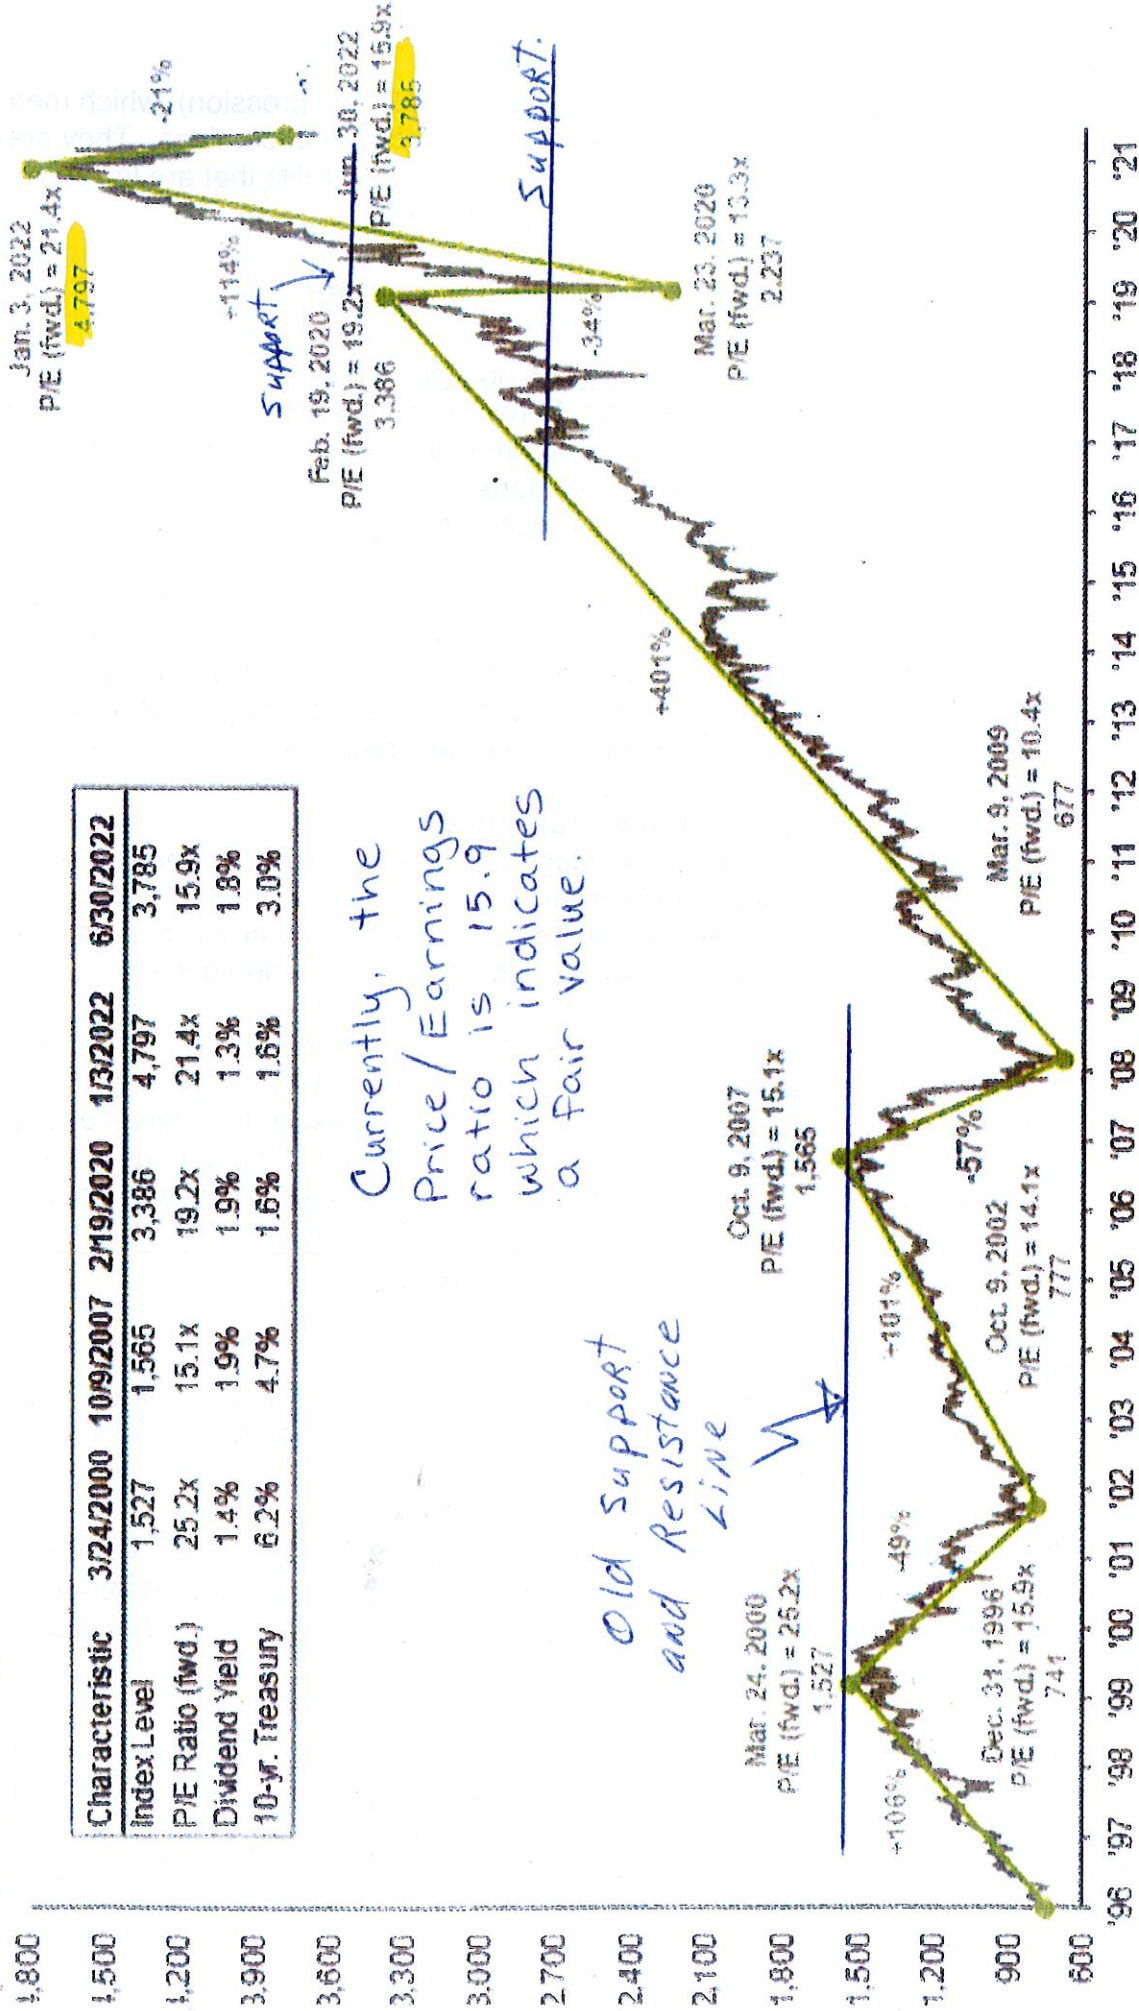 Characteristic 3/24/2000 10/9/2007 2/19/2020 1/3/2022 6/30/2022
Index Level 1,527 1,565 3,386 4,797 3,785
P/E Ratio (fwd.) 25.2x 15.1x 19.2x 21.4x 15.9x
Dividend Yield 1.4% 1.9% 1.9% 1.3% 1.8%
10-yr. Treasury 6.2% 4.7% 1.6% 1.6% 3.0%
Currently, the
Price/Earnings
ratio is 15.9
which indicates
a fair value.
Old Support
and Resistance
Line
Support
Support.
Jan. 3, 2022
P/E (fwd.) = 21.4x
4,797
-21%
+114%
Feb. 19, 2020
P/E (fwd.) = 19.2x
3,386
Jun. 30, 2022
P/E (fwd.) = 15.9x
3,785
-34%
Mar. 23, 2020
P/E (fwd.) = 13.3x
2,237
+401%
Oct. 9, 2007
P/E (fwd.) = 15.1x
1,565
Mar. 24, 2000
P/E (fwd.) = 25.2x
1,527
+106%
-49%
+101%
-57%
Dec. 31, 1996
P/E (fwd.) = 15.9x
741
Oct. 9, 2002
P/E (fwd.) = 14.1x
777
Mar. 9, 2009
P/E (fwd.) = 10.4x
677
4,800
4,500
4,200
3,900
3,600
3,300
3,000
2,700
2,400
2,100
1,800
1,500
1,200
900
600
'96 '97 '98 '99 '00 '01 '02 '03 '04 '05 '06 '07 '08 '09 '10 '11 '12 '13 '14 '15 '16 '17 '18 '19 '20 '21